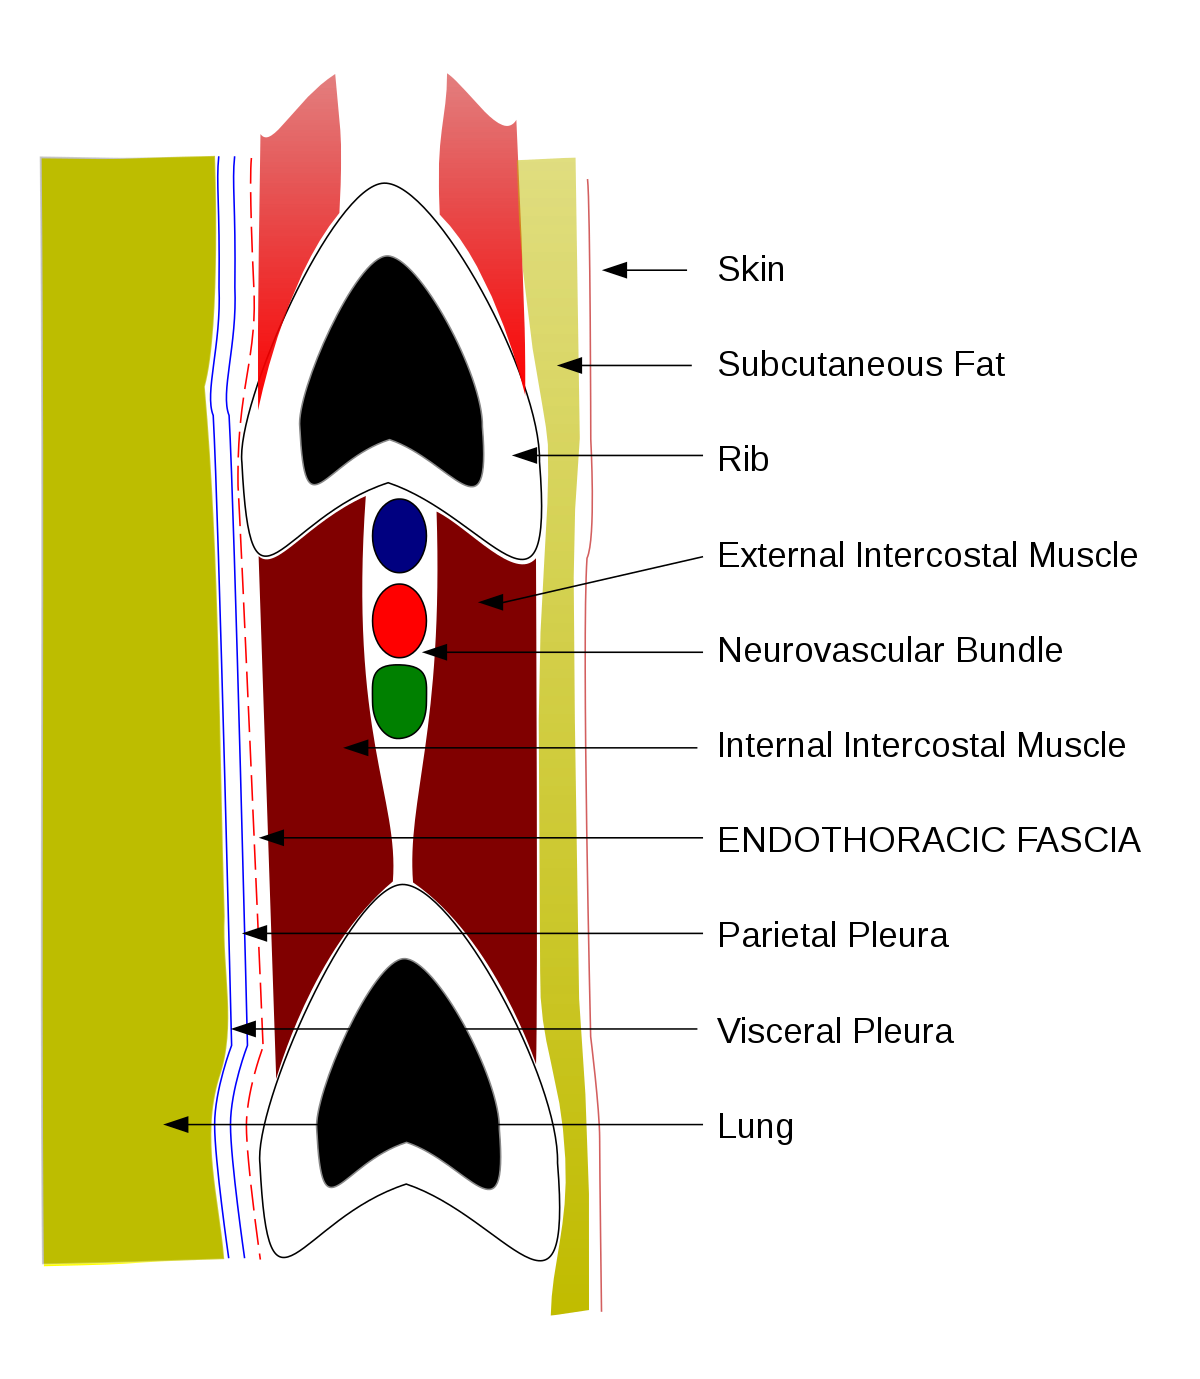 Skin
Subcutaneous Fat
Rib
External Intercostal Muscle
Neurovascular Bundle
Internal Intercostal Muscle
ENDOTHORACIC FASCIA
Parietal Pleura
Visceral Pleura
Lung